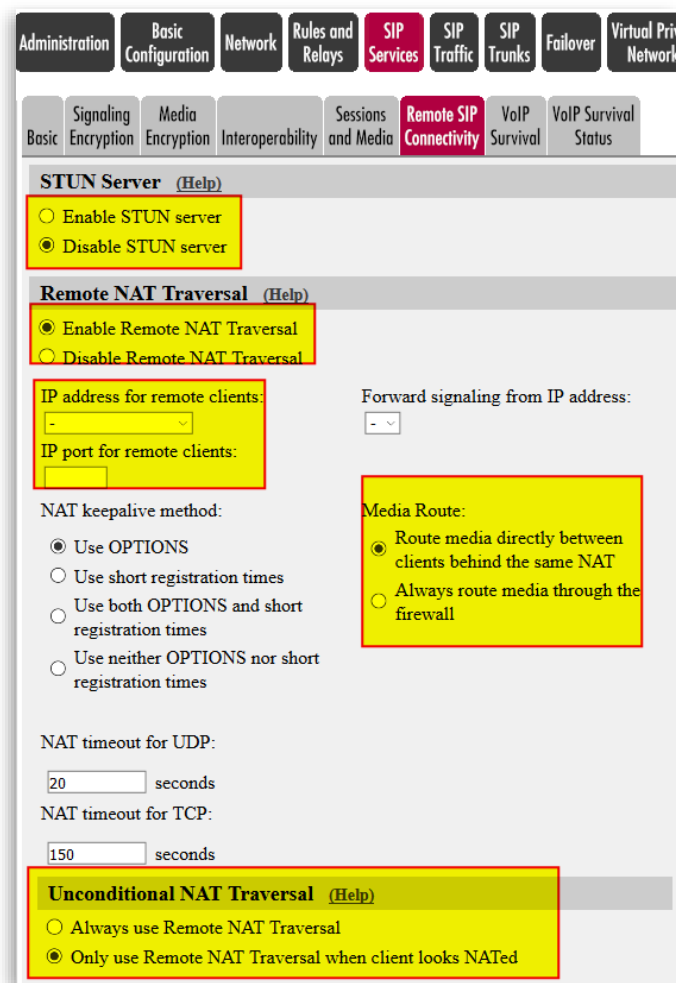 Administration
Basic Configuration
Network
Rules and Relays
SIP Services
SIP Traffic
SIP Trunks
Failover
Virtual Priv
Network
Basic
Signaling Encryption
Media Encryption
Interoperability
Sessions and Media
Remote SIP Connectivity
VoIP Survival
VoIP Survival Status
STUN Server (Help)
Enable STUN server
Disable STUN server
Remote NAT Traversal (Help)
Enable Remote NAT Traversal
Disable Remote NAT Traversal
IP address for remote clients:
Forward signaling from IP address:
-
-
IP port for remote clients:
NAT keepalive method:
Use OPTIONS
Use short registration times
Use both OPTIONS and short
registration times
Use neither OPTIONS nor short
registration times
Media Route:
Route media directly between
clients behind the same NAT
Always route media through the
firewall
NAT timeout for UDP:
20 seconds
NAT timeout for TCP:
150 seconds
Unconditional NAT Traversal (Help)
Always use Remote NAT Traversal
Only use Remote NAT Traversal when client looks NATed